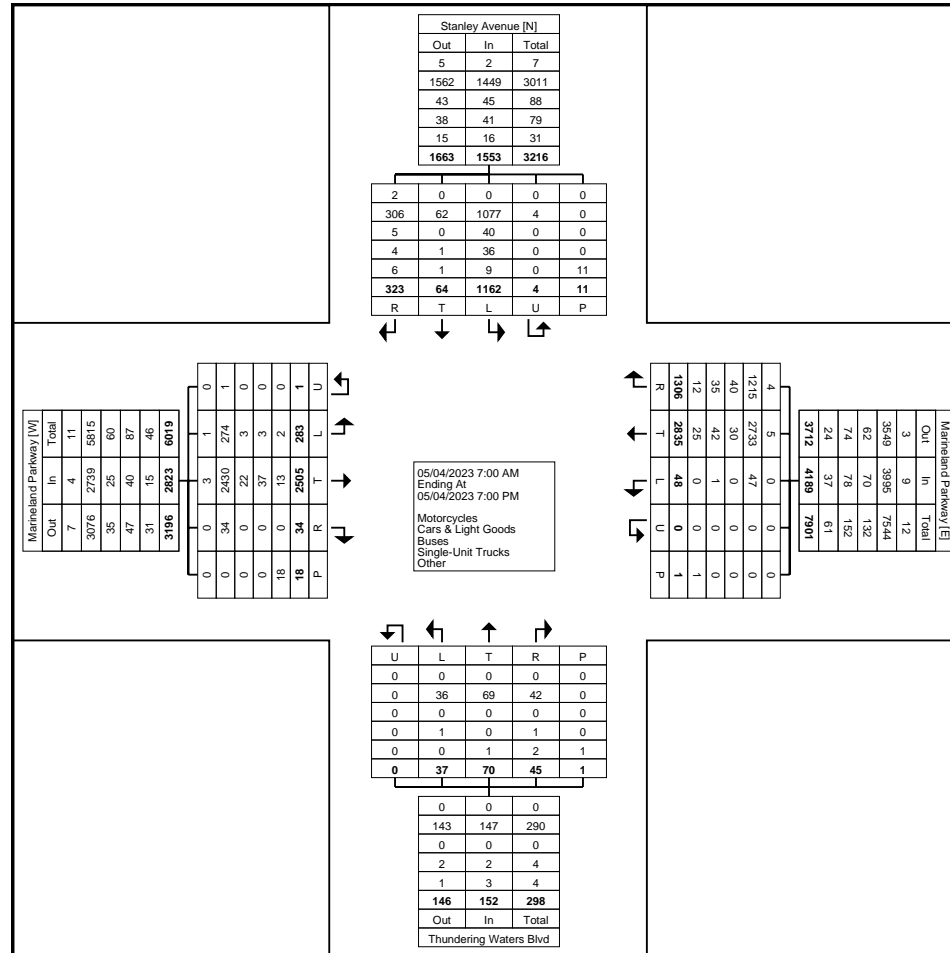 Stanley Avenue [N]
Out In Total
5 2 7
1562 1449 3011
43 45 88
38 41 79
15 16 31
1663 1553 3216
2 0 0 0 0
306 62 1077 4 0
5 0 40 0 0
4 1 36 0 0
6 1 9 0 11
323 64 1162 4 11
R T L U P
Marineland Parkway [W]
Total In Out
11 4 7
5815 2739 3076
60 25 35
87 40 47
46 15 31
6019 2823 3196
0 1 3 0 0
1 274 2430 34 0
0 3 22 0 0
0 3 37 0 0
0 2 13 0 18
1 283 2505 34 18
U L T R P
05/04/2023 7:00 AM
Ending At
05/04/2023 7:00 PM
Motorcycles
Cars & Light Goods
Buses
Single-Unit Trucks
Other
Marineland Parkway [E]
Out In Total
3 9 12
3549 3995 7544
62 70 132
74 78 152
24 37 61
3712 4189 7901
4 5 0 0 0
1215 2733 47 0 0
40 30 0 0 0
35 42 1 0 0
12 25 0 0 1
1306 2835 48 0 1
R T L U P
U L T R P
0 0 0 0 0
0 36 69 42 0
0 0 0 0 0
0 1 0 1 0
0 0 1 2 1
0 37 70 45 1
0 0 0
143 147 290
0 0 0
2 2 4
1 3 4
146 152 298
Out In Total
Thundering Waters Blvd